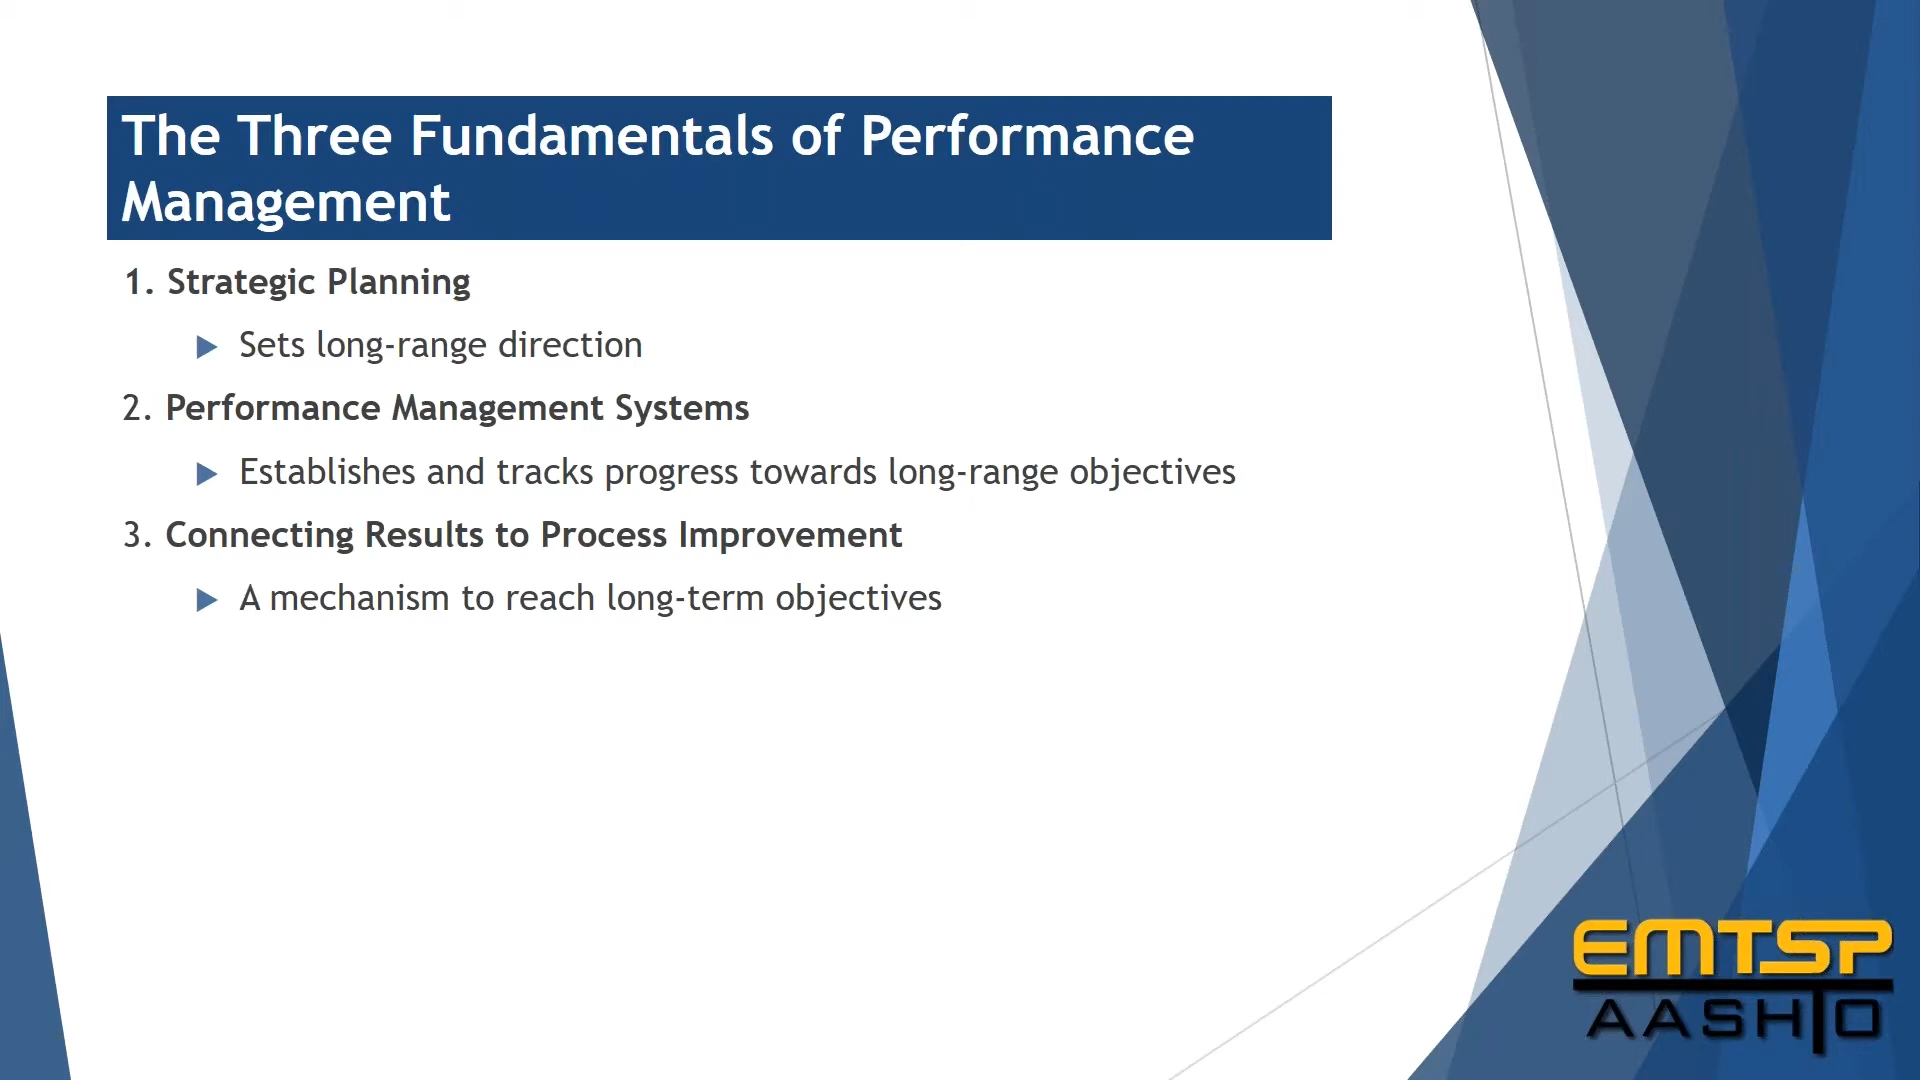 The Three Fundamentals of Performance
Management
1. Strategic Planning
Sets long-range direction
2. Performance Management Systems
Establishes and tracks progress towards long-range objectives
3. Connecting Results to Process Improvement
A mechanism to reach long-term objectives
EMTSP
AASHTO